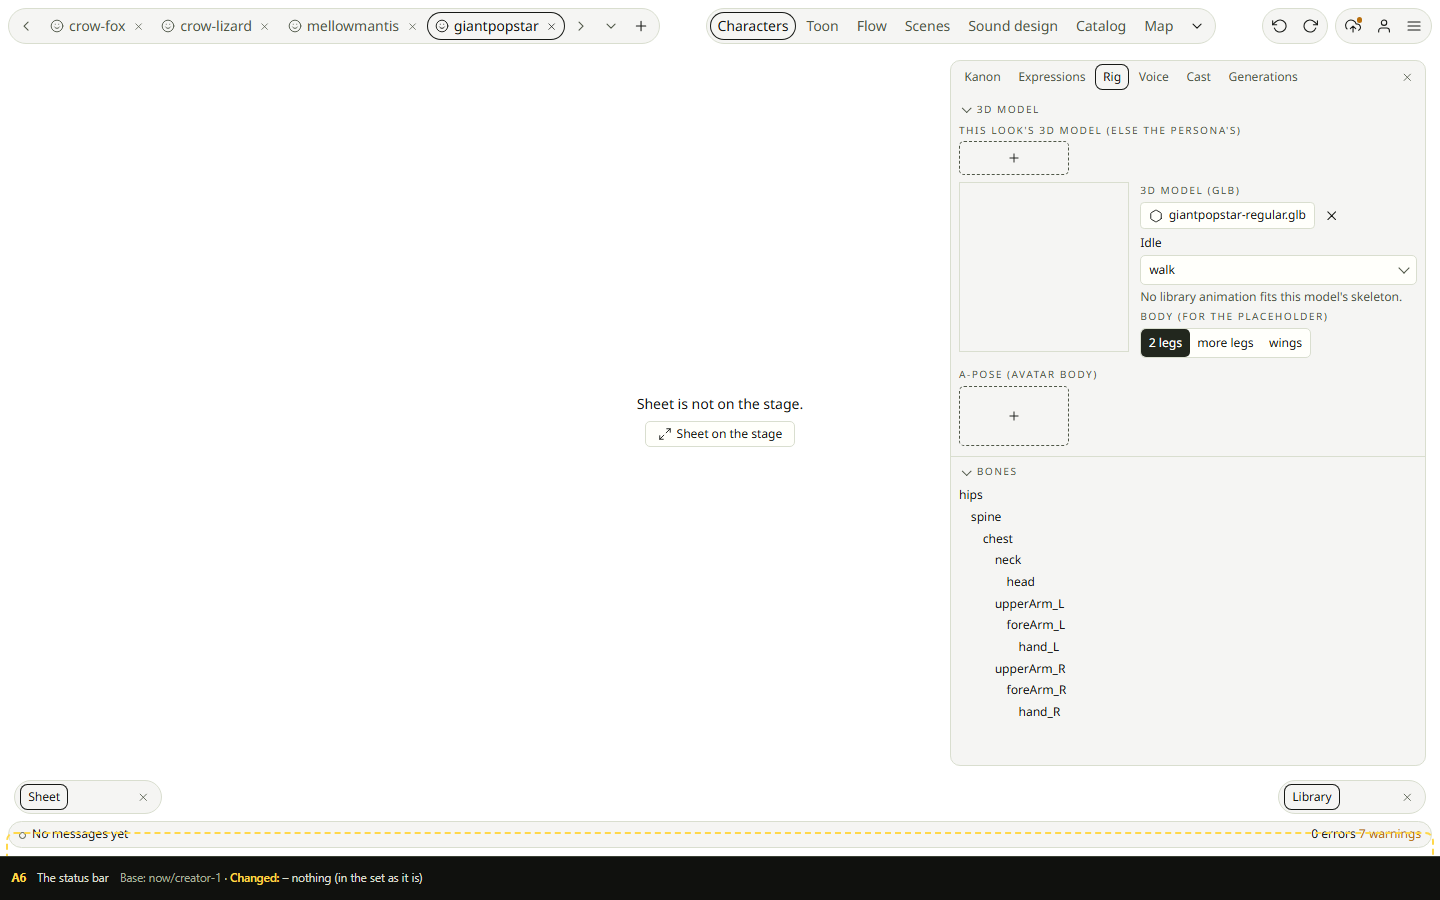 crow-fox crow-lizard mellowmantis giantpopstar
Characters Toon Flow Scenes Sound design Catalog Map
Kanon Expressions Rig Voice Cast Generations
3D MODEL
THIS LOOK'S 3D MODEL (ELSE THE PERSONA'S)
3D MODEL (GLB)
giantpopstar-regular.glb
Idle
walk
No library animation fits this model's skeleton.
BODY (FOR THE PLACEHOLDER)
2 legs more legs wings
A-POSE (AVATAR BODY)
Sheet is not on the stage.
Sheet on the stage
BONES
hips
spine
chest
neck
head
upperArm_L
foreArm_L
hand_L
upperArm_R
foreArm_R
hand_R
Sheet
Library
No messages yet
0 errors 7 warnings
A6 The status bar Base: now/creator-1 · Changed: – nothing (in the set as it is)